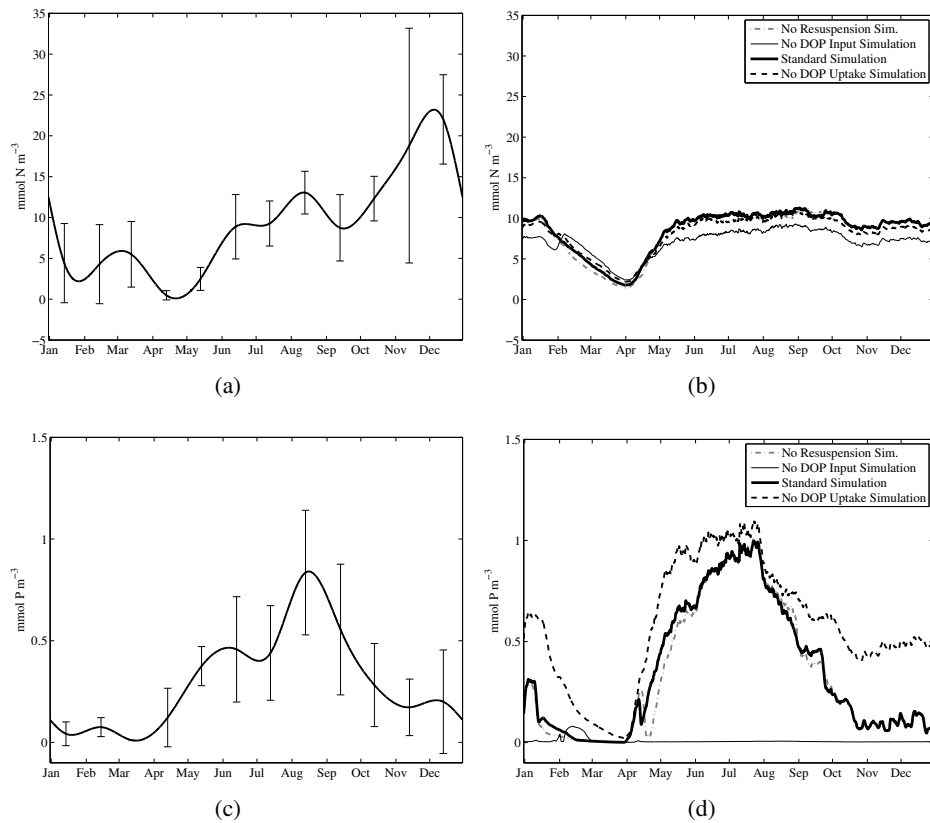 35
30
25
20
15
10
5
0
−5
mmol N m⁻³
Jan Feb Mar Apr May Jun Jul Aug Sep Oct Nov Dec
(a)
35
30
25
20
15
10
5
0
−5
mmol N m⁻³
No Resuspension Sim.
No DOP Input Simulation
Standard Simulation
No DOP Uptake Simulation
Jan Feb Mar Apr May Jun Jul Aug Sep Oct Nov Dec
(b)
1.5
1
0.5
0
mmol P m⁻³
Jan Feb Mar Apr May Jun Jul Aug Sep Oct Nov Dec
(c)
1.5
1
0.5
0
mmol P m⁻³
No Resuspension Sim.
No DOP Input Simulation
Standard Simulation
No DOP Uptake Simulation
Jan Feb Mar Apr May Jun Jul Aug Sep Oct Nov Dec
(d)